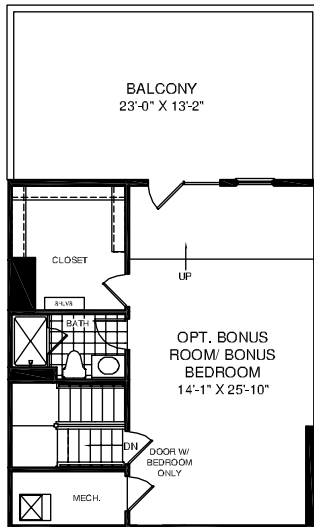 BALCONY
23'-0" X 13'-2"
CLOSET
UP
SHLVS
BATH
OPT. BONUS
ROOM/ BONUS
BEDROOM
14'-1" X 25'-10"
DN
DOOR W/
BEDROOM
ONLY
MECH.